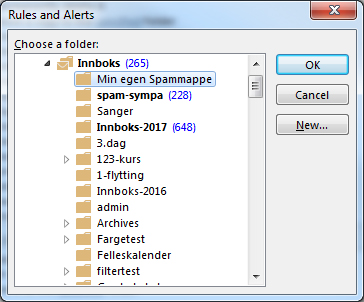 Rules and Alerts
Choose a folder:
Innboks (265)
Min egen Spammappe
spam-sympa (228)
Sanger
Innboks-2017 (648)
3.dag
123-kurs
1-flytting
Innboks-2016
admin
Archives
Fargetest
Felleskalender
filtertest
OK
Cancel
New...